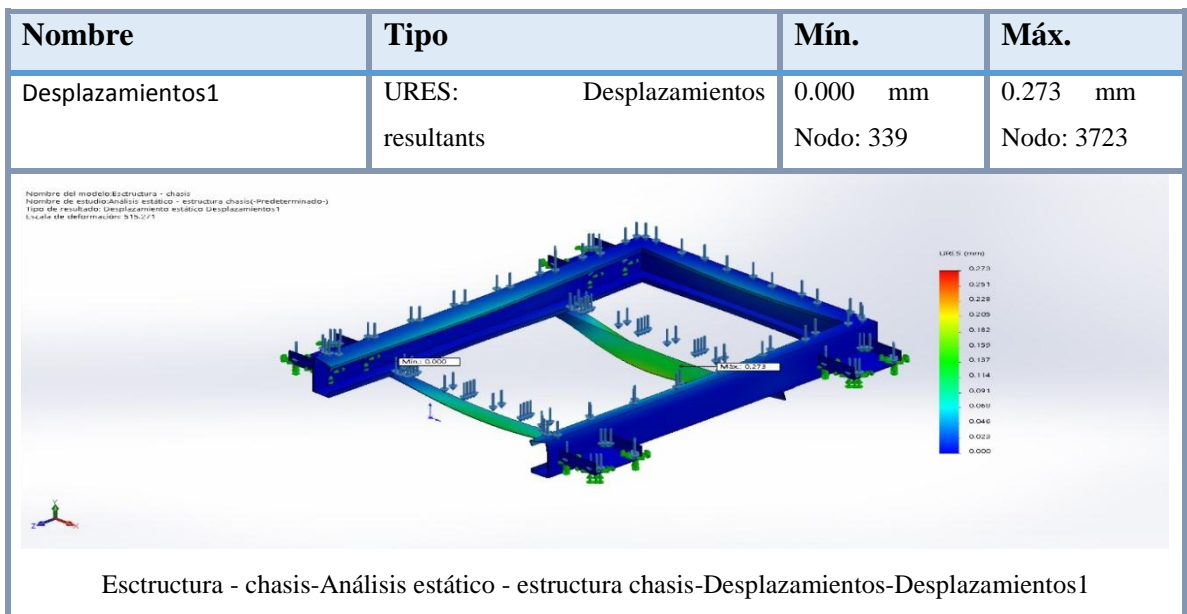 Nombre Tipo Mín. Máx.
Desplazamientos1 URES: Desplazamientos 0.000 mm 0.273 mm
resultants Nodo: 339 Nodo: 3723
Nombre del modelo:Esctructura - chasis
Nombre de estudio:Análisis estático - estructura chasis(-Predeterminado-)
Tipo de resultado: Desplazamiento estático Desplazamientos1
Escala de deformación: 515.271
URES (mm)
0.273
0.251
0.228
0.205
0.182
0.159
0.137
0.114
0.091
0.068
0.046
0.023
0.000
Mín.: 0.000
Máx.: 0.273
Y
Z
X
Esctructura - chasis-Análisis estático - estructura chasis-Desplazamientos-Desplazamientos1